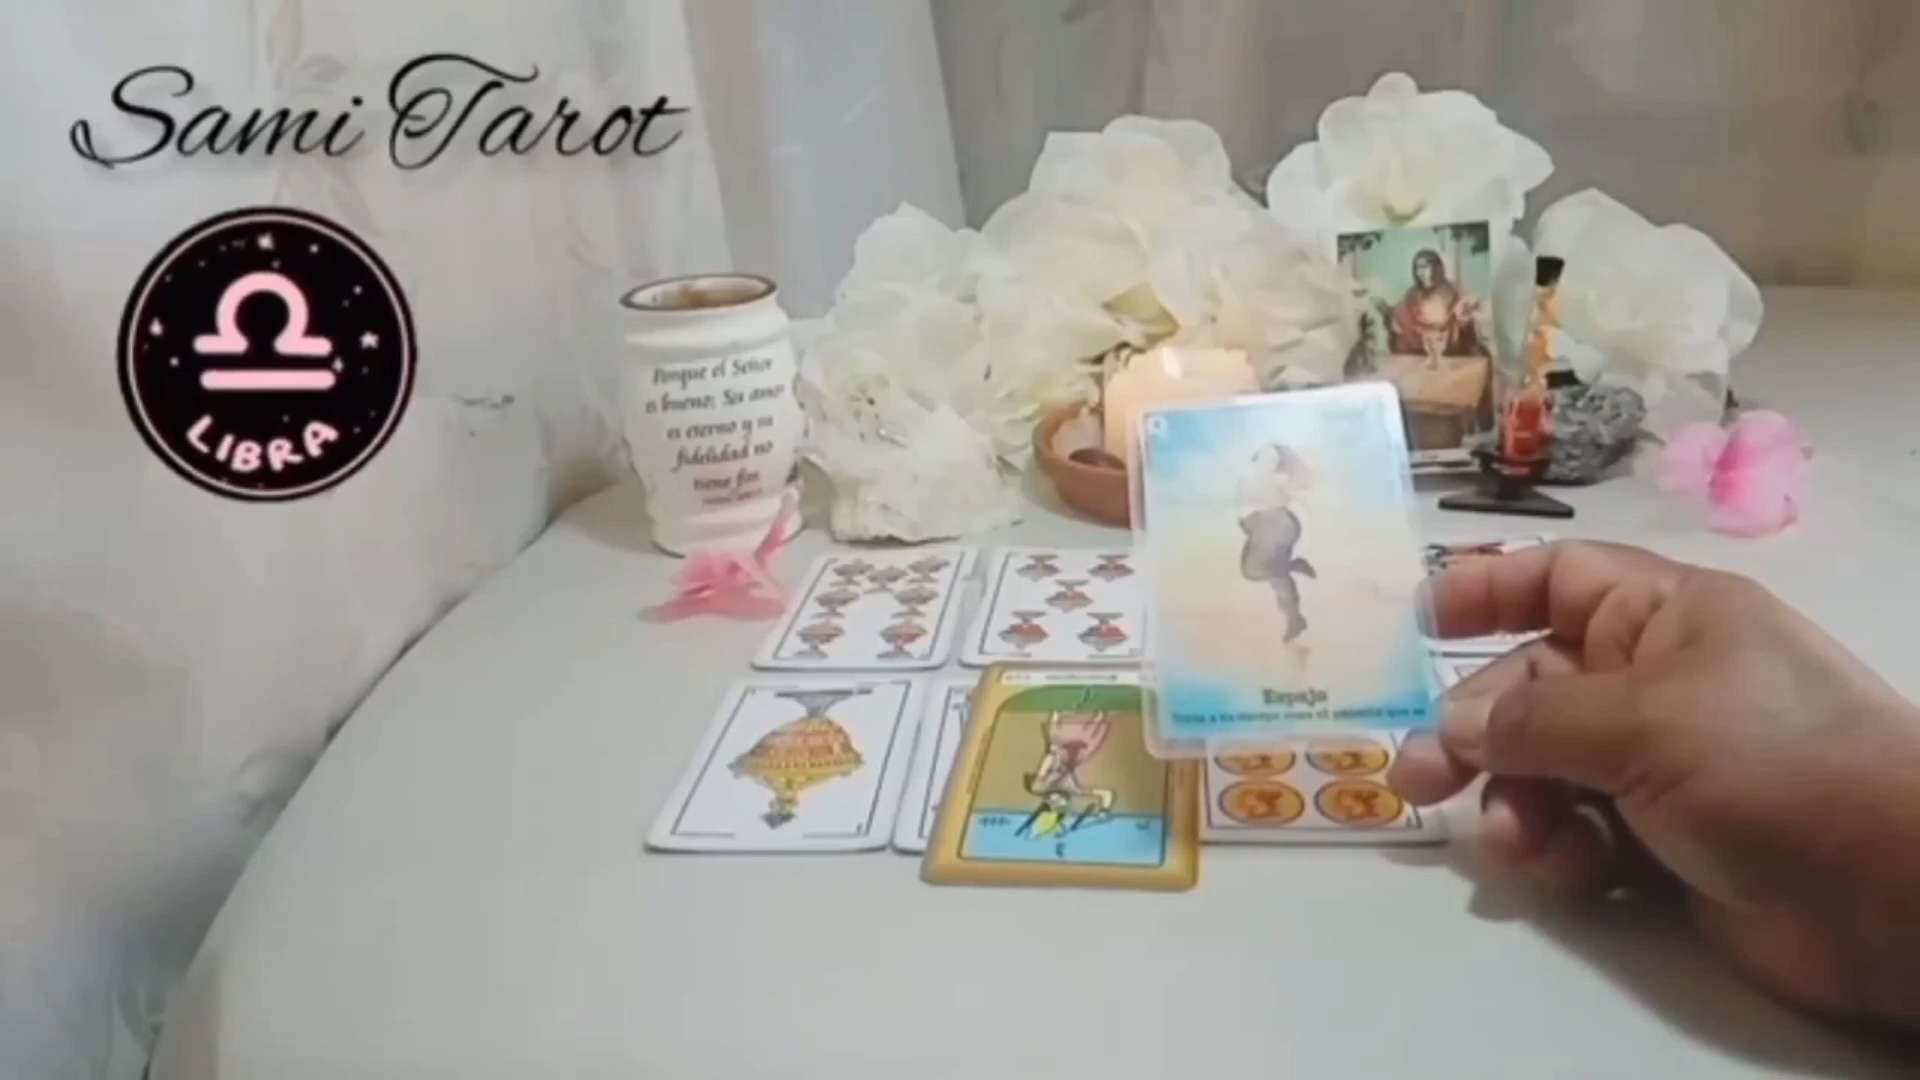 Sami Tarot
LIBRA
Porque el Señor
es bueno; Su amor
es eterno y su
fidelidad no
tiene fin
Espejo